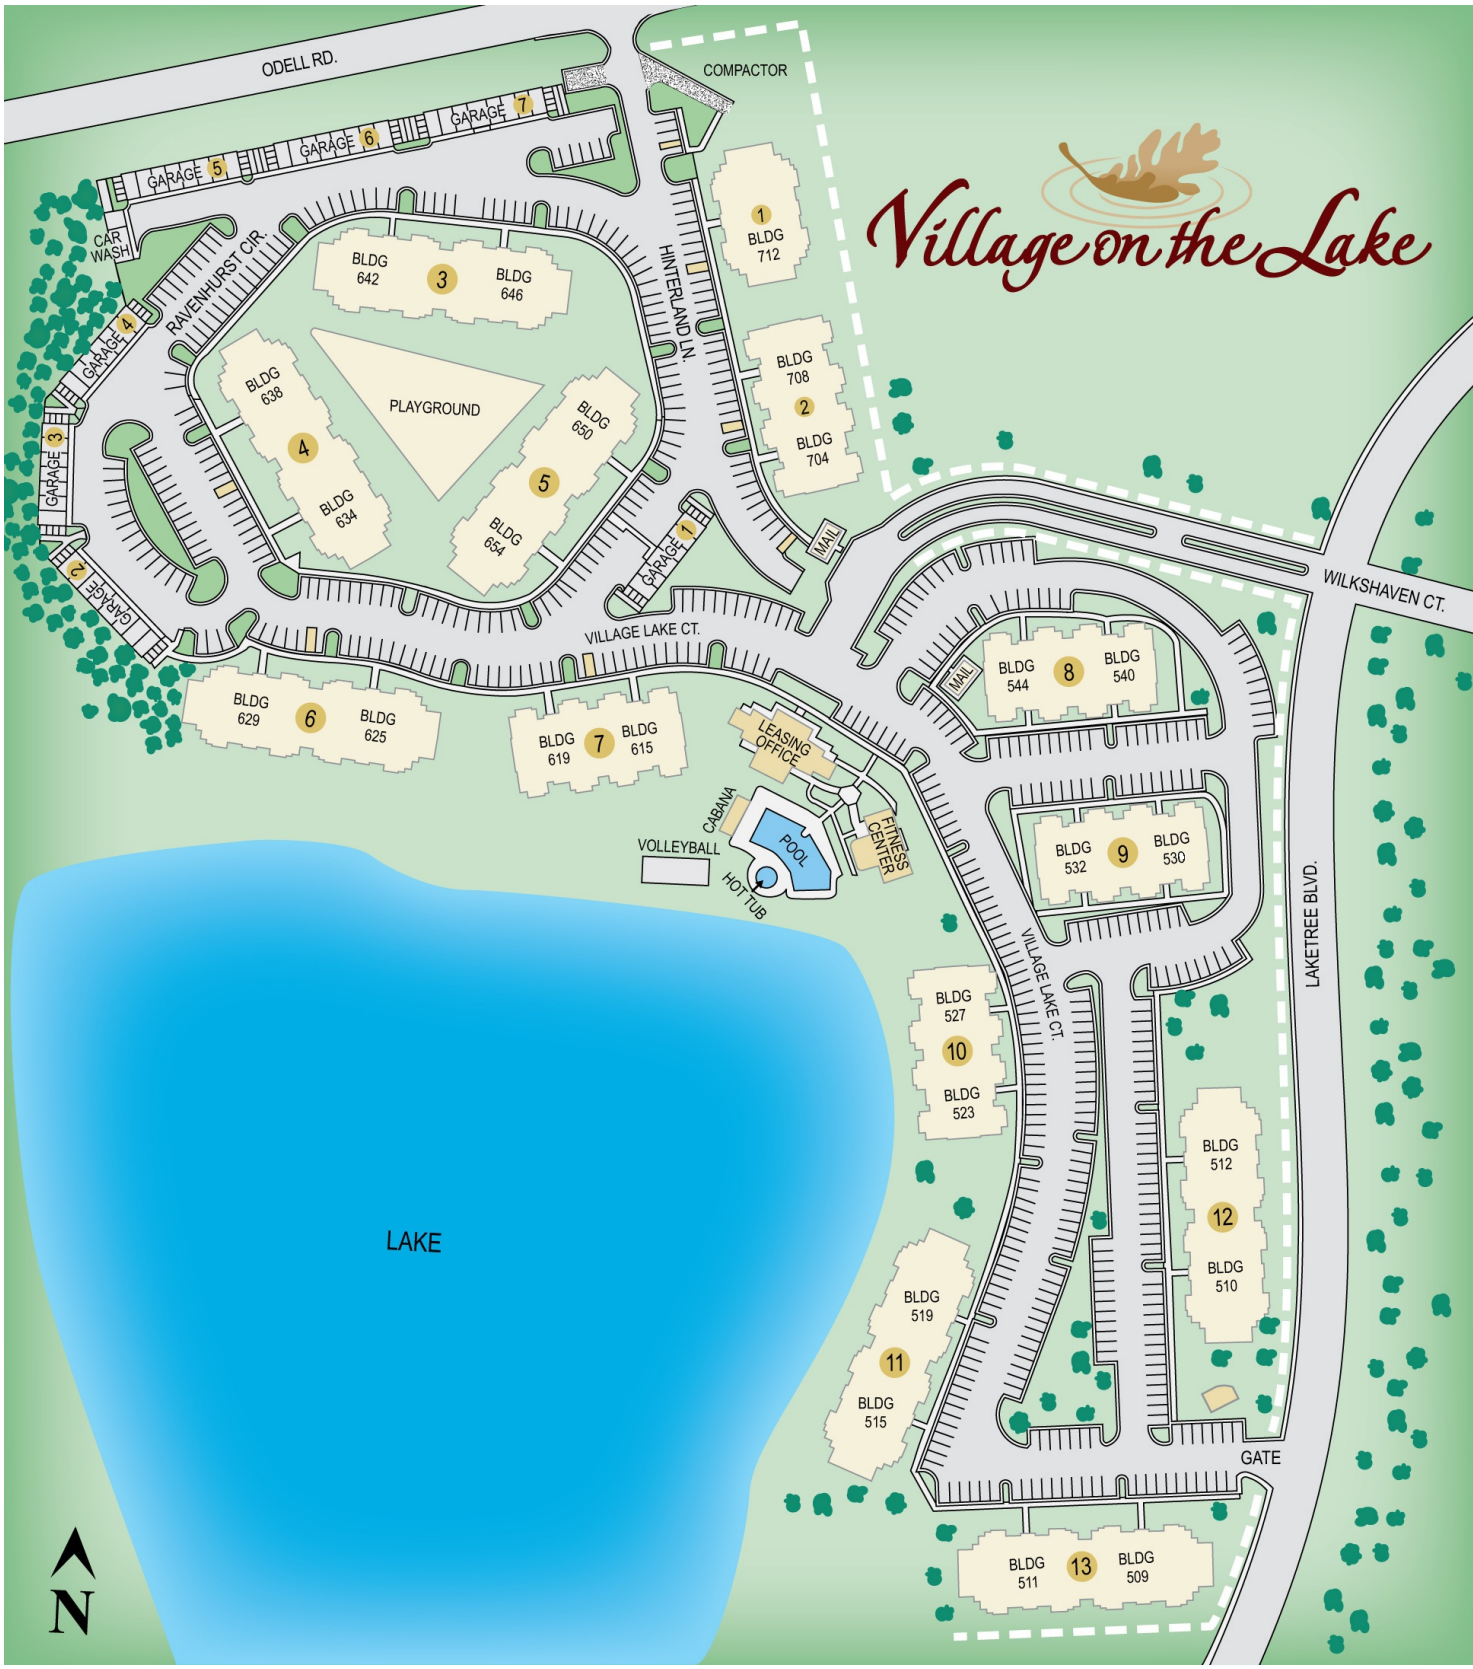 ODELL RD.
COMPACTOR
GARAGE 7
GARAGE 6
GARAGE 5
CAR
WASH
RAVENHURST CIR.
HINTERLAND LN.
1
BLDG
712
Village on the Lake
BLDG
642
3
BLDG
646
GARAGE 4
BLDG
708
2
BLDG
704
BLDG
638
4
BLDG
634
PLAYGROUND
BLDG
650
5
BLDG
654
GARAGE 3
GARAGE 2
GARAGE 1
MAIL
WILKSHAVEN CT.
VILLAGE LAKE CT.
MAIL
BLDG
544
8
BLDG
540
BLDG
629
6
BLDG
625
BLDG
619
7
BLDG
615
LEASING
OFFICE
CABANA
POOL
FITNESS
CENTER
VOLLEYBALL
HOT TUB
BLDG
532
9
BLDG
530
LAKETREE BLVD.
VILLAGE LAKE CT.
BLDG
527
10
BLDG
523
BLDG
512
12
BLDG
510
LAKE
BLDG
519
11
BLDG
515
GATE
BLDG
511
13
BLDG
509
N